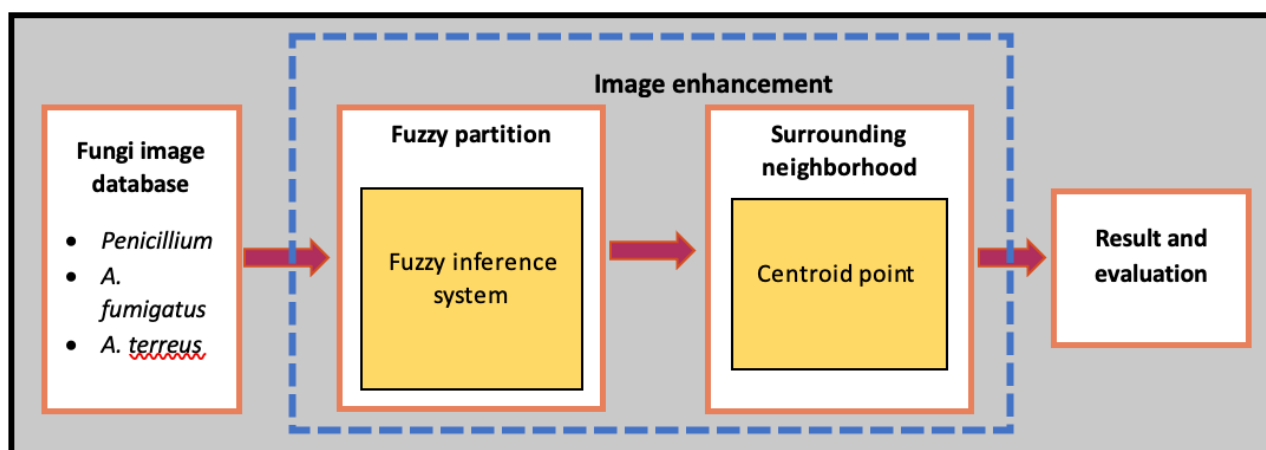 Image enhancement
Fungi image
database
• Penicillium
• A.
fumigatus
• A. terreus
Fuzzy partition
Fuzzy inference
system
Surrounding
neighborhood
Centroid point
Result and
evaluation